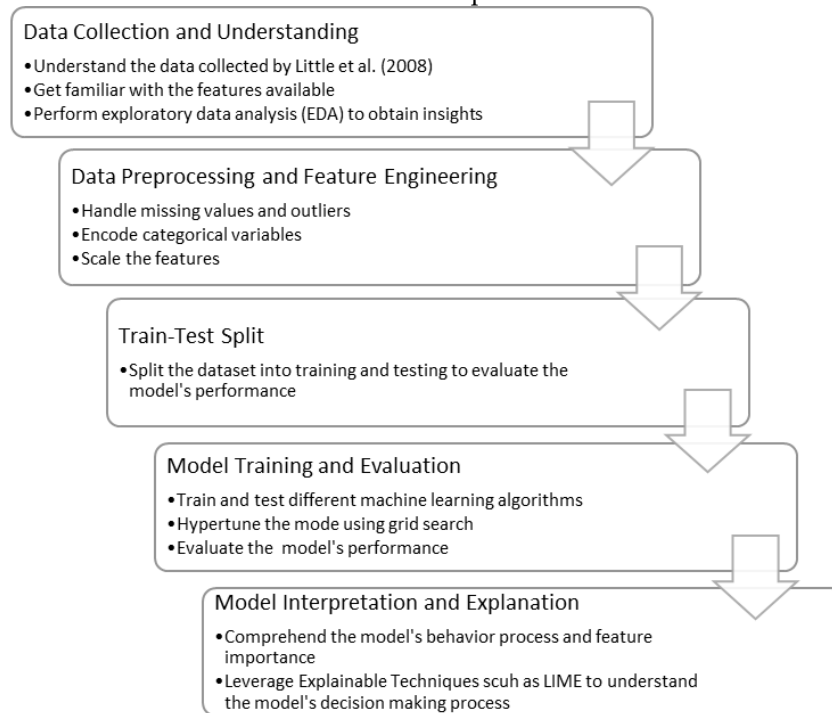 Data Collection and Understanding
•Understand the data collected by Little et al. (2008)
•Get familiar with the features available
•Perform exploratory data analysis (EDA) to obtain insights
Data Preprocessing and Feature Engineering
•Handle missing values and outliers
•Encode categorical variables
•Scale the features
Train-Test Split
•Split the dataset into training and testing to evaluate the
model's performance
Model Training and Evaluation
•Train and test different machine learning algorithms
•Hypertune the mode using grid search
•Evaluate the model's performance
Model Interpretation and Explanation
•Comprehend the model's behavior process and feature
importance
•Leverage Explainable Techniques scuh as LIME to understand
the model's decision making process